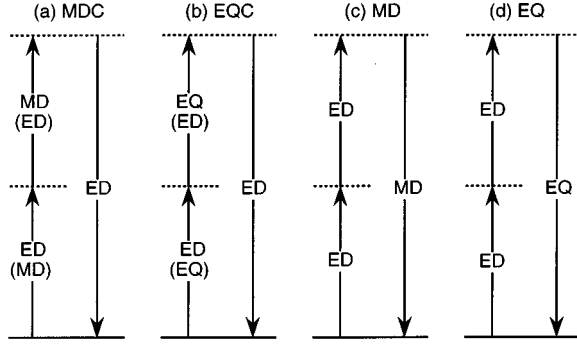 (a) MDC
MD
(ED)
ED
(MD)
ED
(b) EQC
EQ
(ED)
ED
(EQ)
ED
(c) MD
ED
ED
MD
(d) EQ
ED
ED
EQ